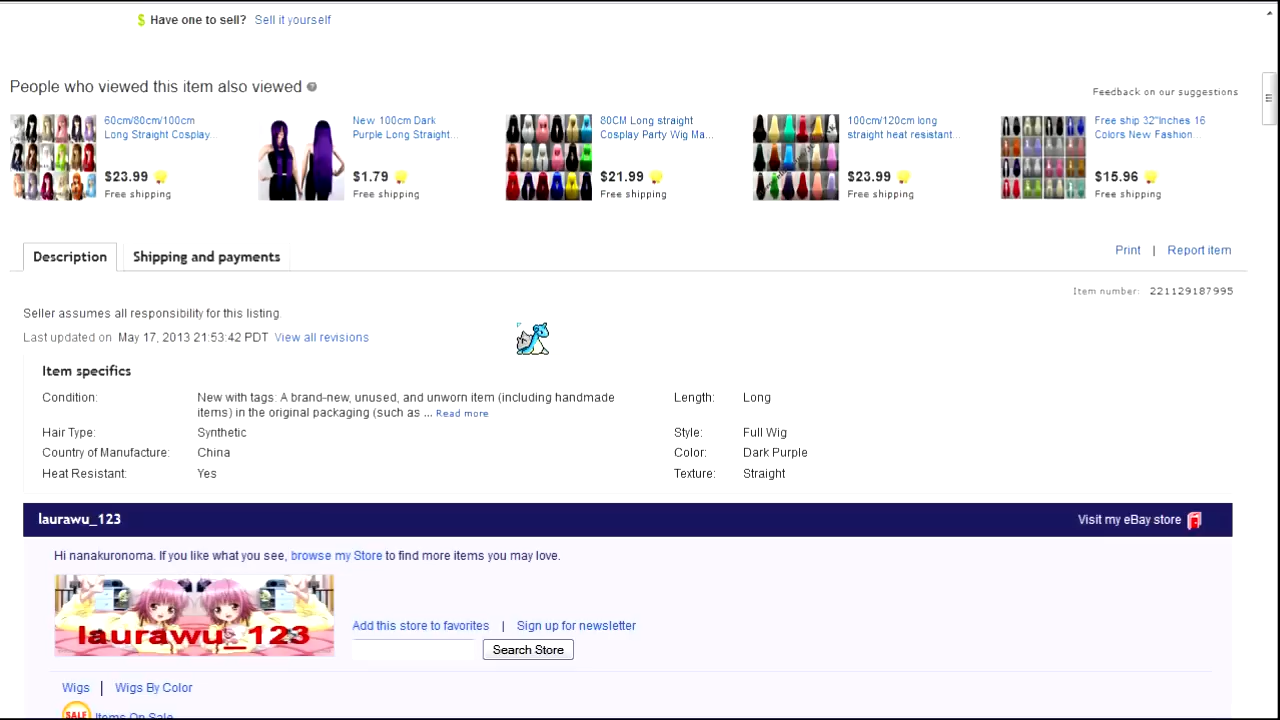 $ Have one to sell? Sell it yourself
People who viewed this item also viewed
Feedback on our suggestions
60cm/80cm/100cm
Long Straight Cosplay...
$23.99
Free shipping
New 100cm Dark
Purple Long Straight...
$1.79
Free shipping
80CM Long straight
Cosplay Party Wig Ma...
$21.99
Free shipping
100cm/120cm long
straight heat resistant...
$23.99
Free shipping
Free ship 32"Inches 16
Colors New Fashion...
$15.96
Free shipping
Description
Shipping and payments
Print | Report item
Item number: 221129187995
Seller assumes all responsibility for this listing.
Last updated on May 17, 2013 21:53:42 PDT View all revisions
Item specifics
Condition: New with tags: A brand-new, unused, and unworn item (including handmade
items) in the original packaging (such as ... Read more
Length: Long
Hair Type: Synthetic
Style: Full Wig
Country of Manufacture: China
Color: Dark Purple
Heat Resistant: Yes
Texture: Straight
laurawu_123
Visit my eBay store
Hi nanakuronoma. If you like what you see, browse my Store to find more items you may love.
laurawu_123
Add this store to favorites | Sign up for newsletter
Search Store
Wigs | Wigs By Color
SALE Items On Sale